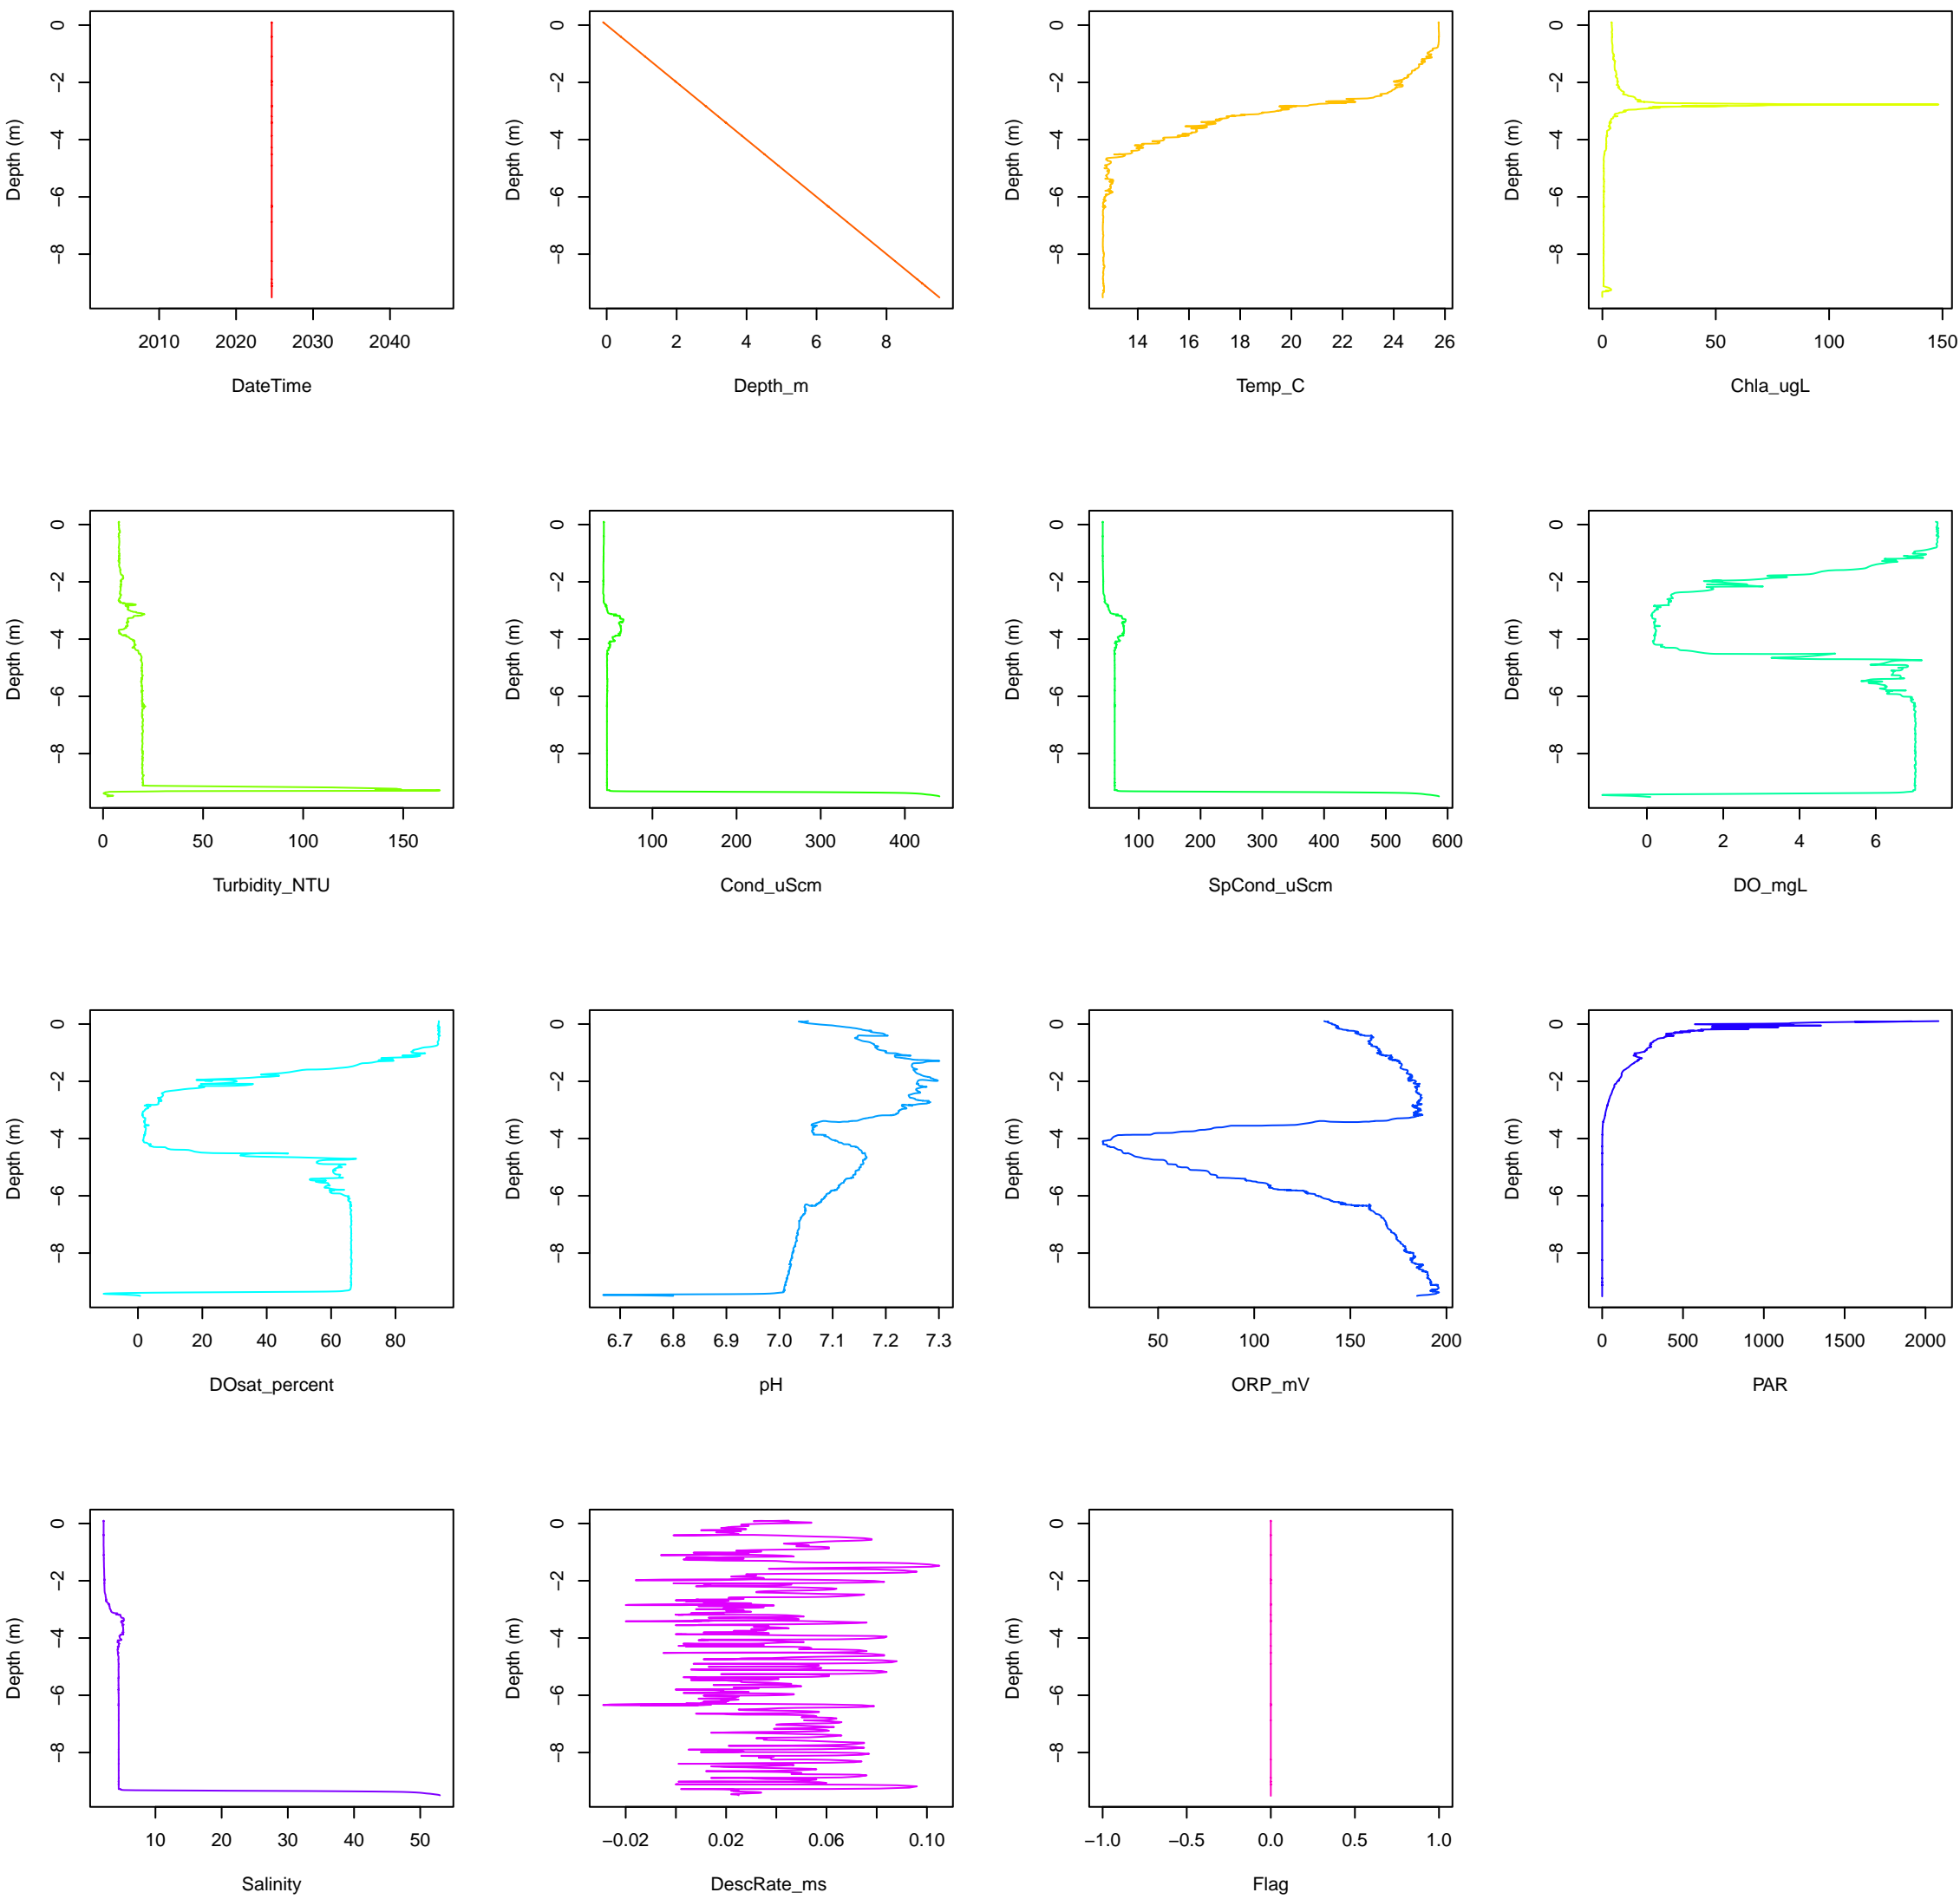 0 −2 −4 −6 −8 Depth (m) 2010 2020 2030 2040 DateTime
0 −2 −4 −6 −8 Depth (m) 0 2 4 6 8 Depth_m
0 −2 −4 −6 −8 Depth (m) 14 16 18 20 22 24 26 Temp_C
0 −2 −4 −6 −8 Depth (m) 0 50 100 150 Chla_ugL
0 −2 −4 −6 −8 Depth (m) 0 50 100 150 Turbidity_NTU
0 −2 −4 −6 −8 Depth (m) 100 200 300 400 Cond_uScm
0 −2 −4 −6 −8 Depth (m) 100 200 300 400 500 600 SpCond_uScm
0 −2 −4 −6 −8 Depth (m) 0 2 4 6 DO_mgL
0 −2 −4 −6 −8 Depth (m) 0 20 40 60 80 DOsat_percent
0 −2 −4 −6 −8 Depth (m) 6.7 6.8 6.9 7.0 7.1 7.2 7.3 pH
0 −2 −4 −6 −8 Depth (m) 50 100 150 200 ORP_mV
0 −2 −4 −6 −8 Depth (m) 0 500 1000 1500 2000 PAR
0 −2 −4 −6 −8 Depth (m) 10 20 30 40 50 Salinity
0 −2 −4 −6 −8 Depth (m) −0.02 0.02 0.06 0.10 DescRate_ms
0 −2 −4 −6 −8 Depth (m) −1.0 −0.5 0.0 0.5 1.0 Flag